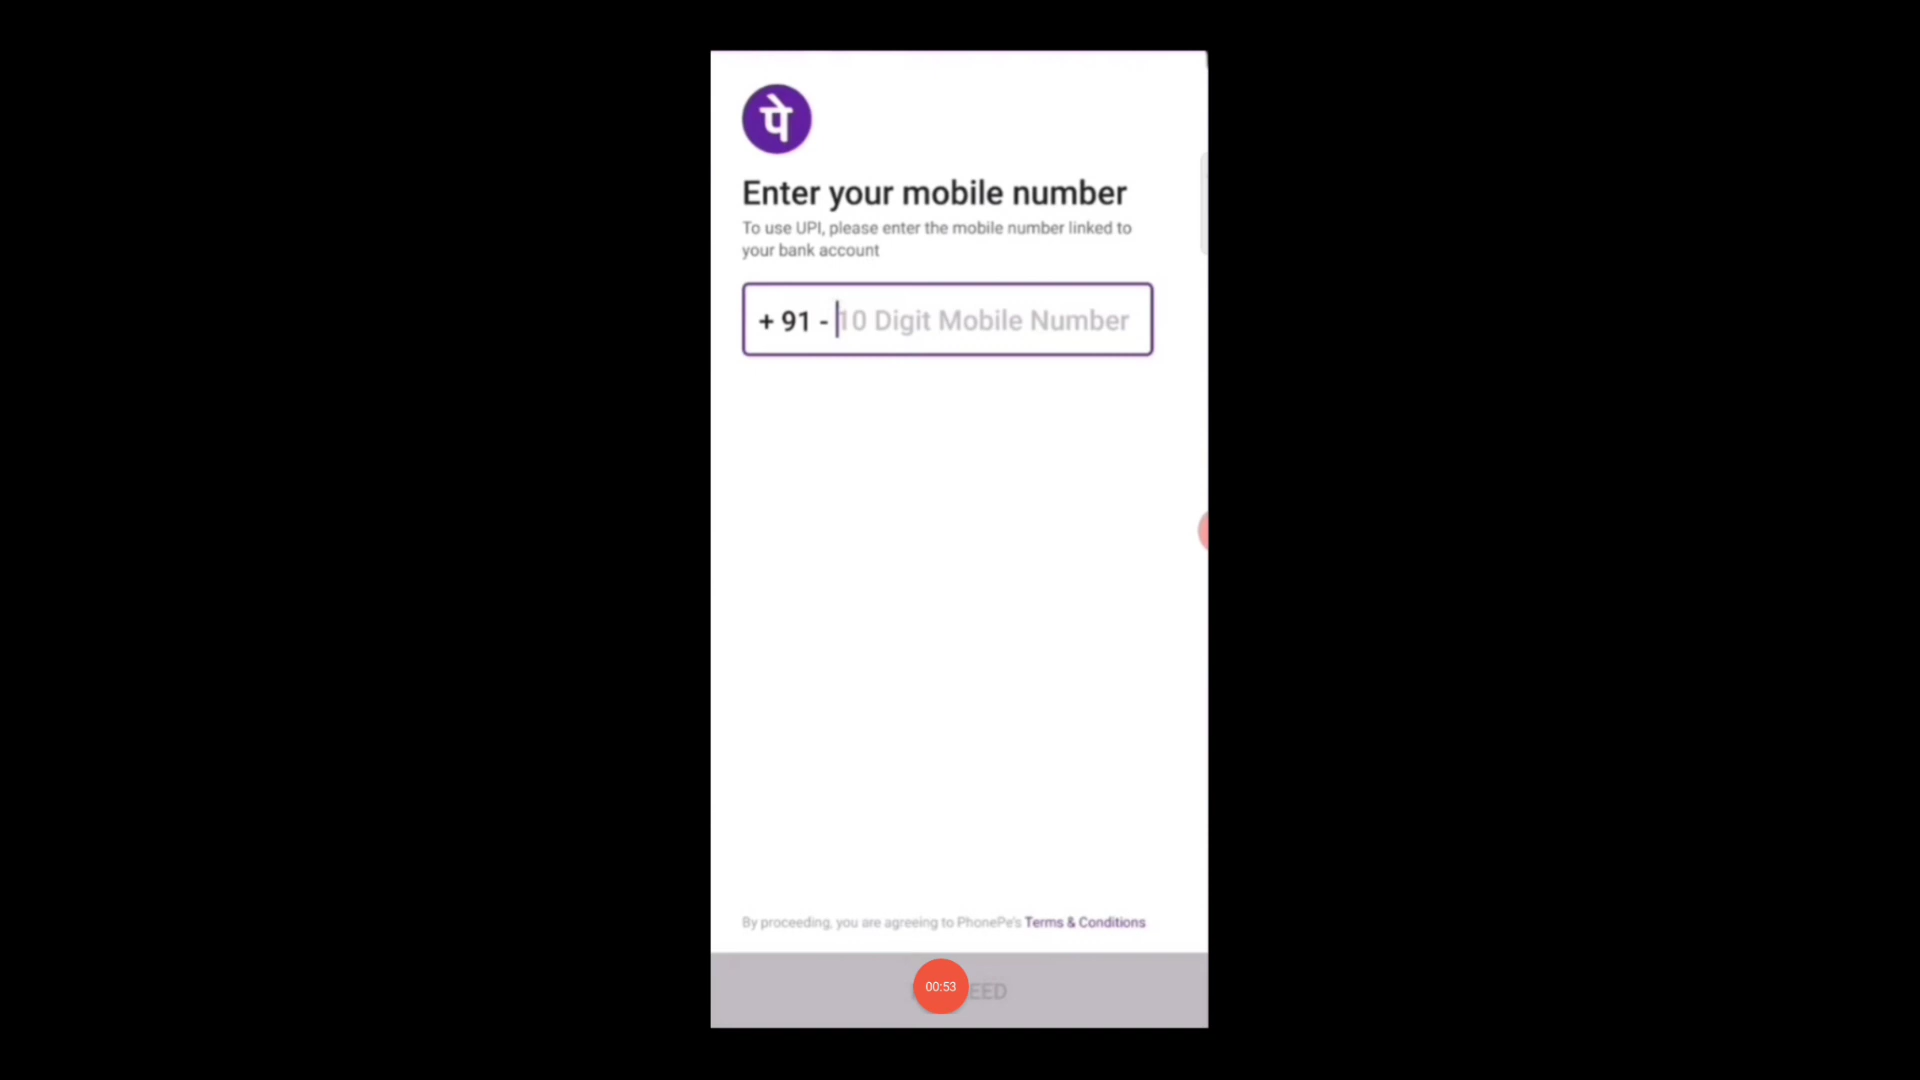 पे
Enter your mobile number
To use UPI, please enter the mobile number linked to
your bank account
+ 91 - 10 Digit Mobile Number
By proceeding, you are agreeing to PhonePe's Terms & Conditions
00:53